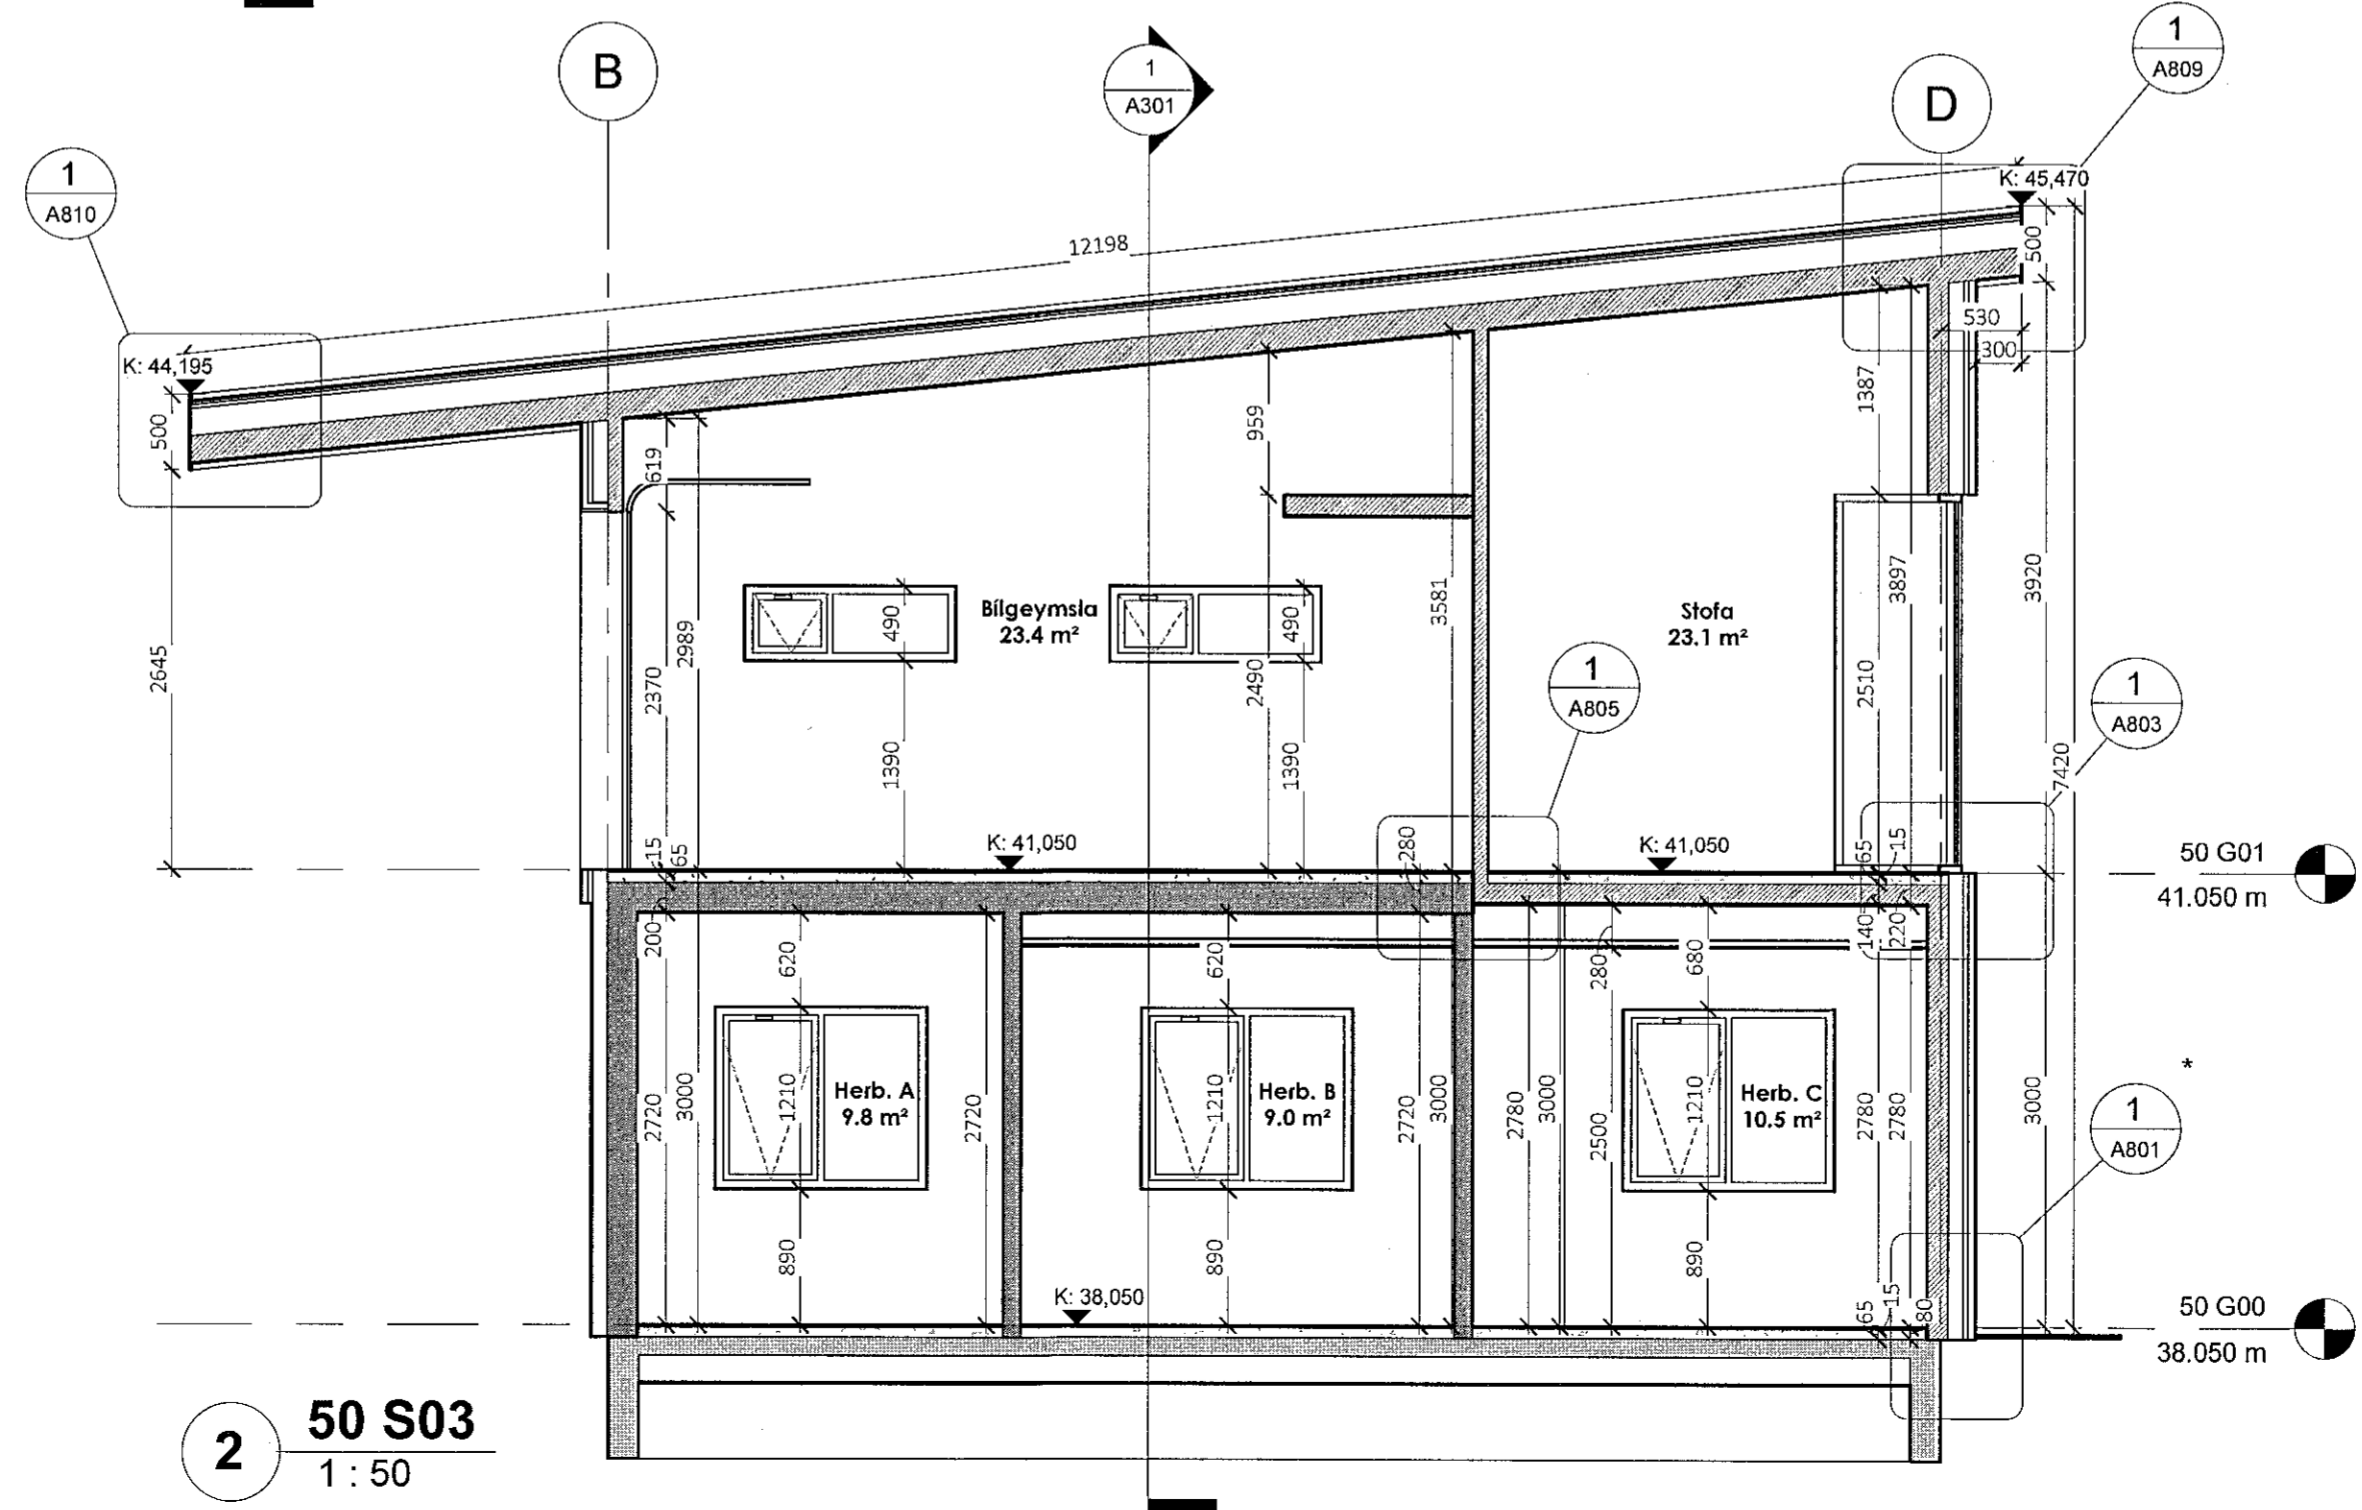 B
1
A301
D
1
A809
1
A810
K: 45,470
12198
500
530
300
K: 44,195
500
619
959
1387
Bílgeymsla
23.4 m²
490
490
3581
Stofa
23.1 m²
3897
3920
2645
2370
2989
2490
2510
1
A805
1
A803
1390
1390
7420
K: 41,050
K: 41,050
15
65
280
65
15
50 G01
41.050 m
200
620
620
280
680
140
220
Herb. A
9.8 m²
Herb. B
9.0 m²
Herb. C
10.5 m²
2720
3000
1210
2720
1210
2720
3000
2780
3000
2500
1210
2780
2780
3000
*
1
A801
890
890
890
K: 38,050
65
15
80
50 G00
38.050 m
2
50 S03
1 : 50